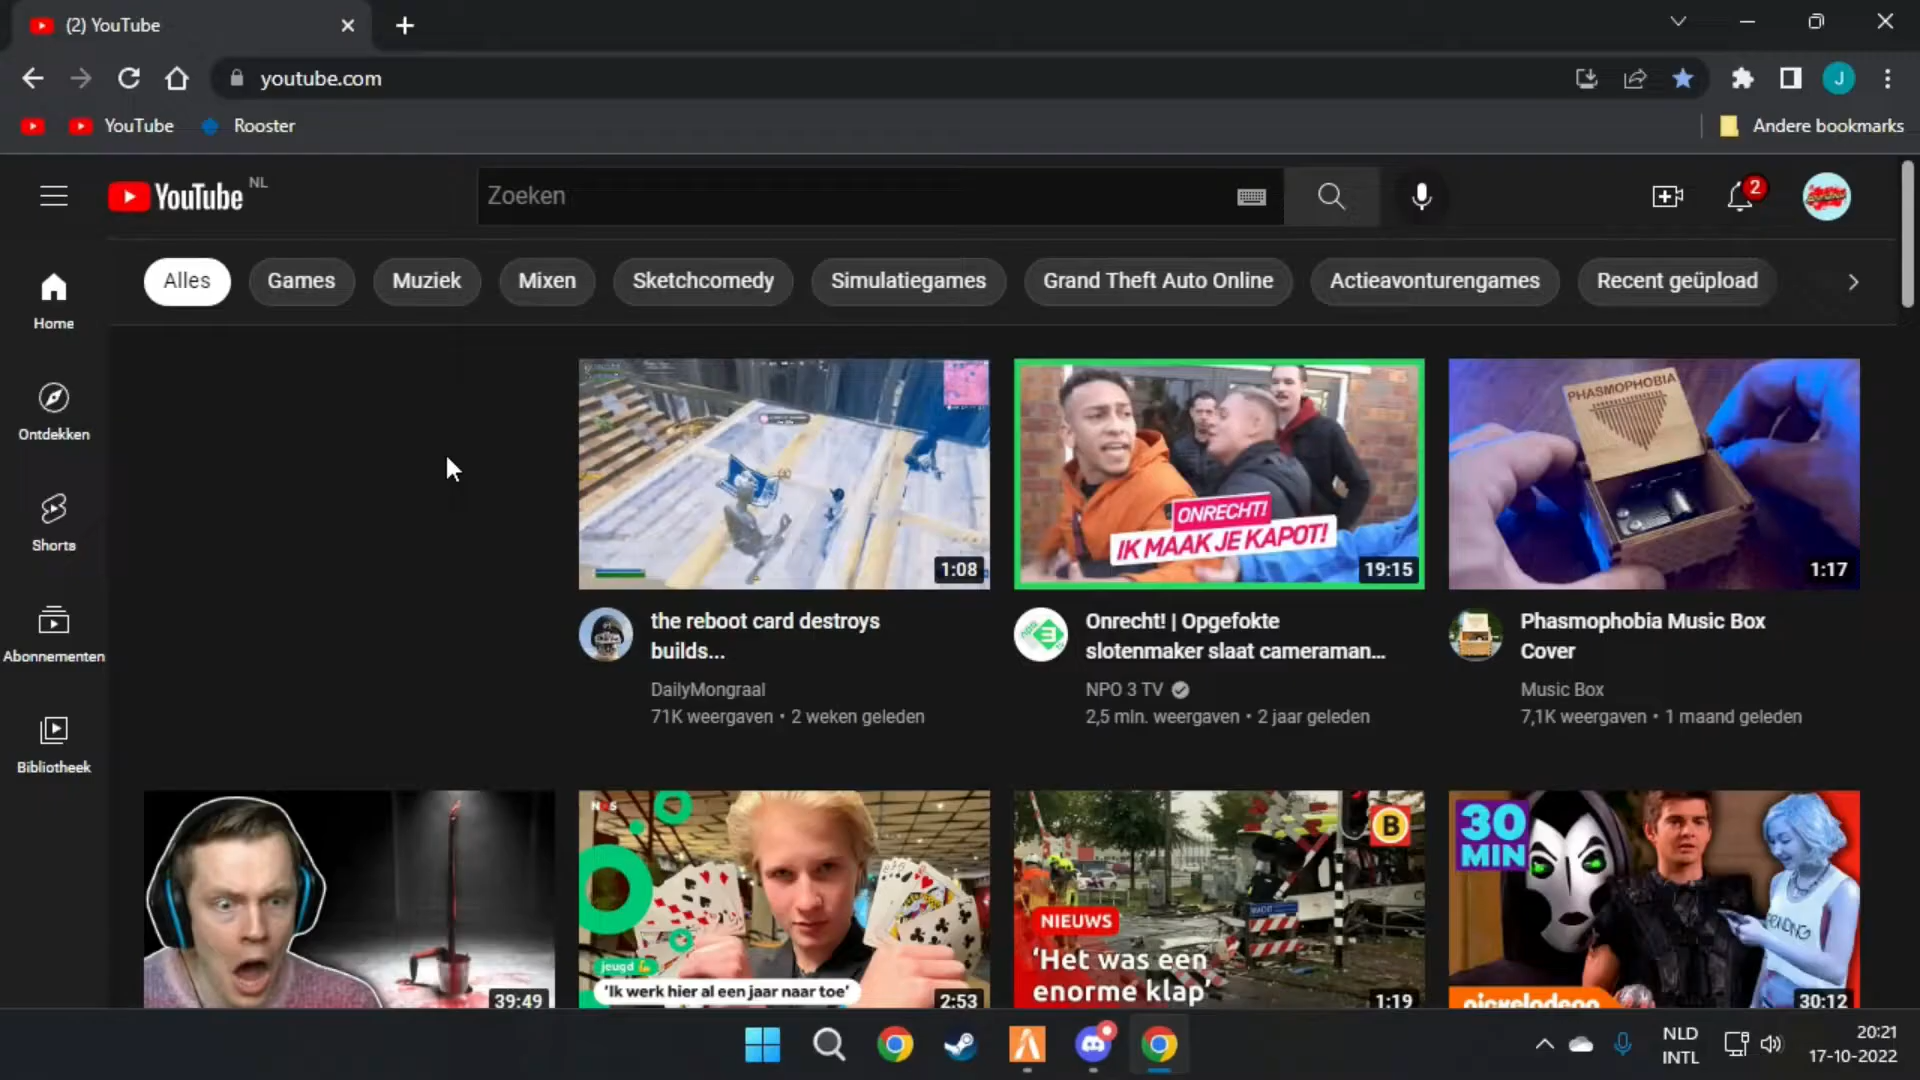 (2) YouTube
youtube.com
YouTube
Rooster
Andere bookmarks
YouTube NL
Zoeken
2
J
Alles
Games
Muziek
Mixen
Sketchcomedy
Simulatiegames
Grand Theft Auto Online
Actieavonturengames
Recent geüpload
Home
Ontdekken
Shorts
Abonnementen
Bibliotheek
1:08
the reboot card destroys
builds...
DailyMongraal
71K weergaven • 2 weken geleden
ONRECHT!
IK MAAK JE KAPOT!
19:15
Onrecht! | Opgefokte
slotenmaker slaat cameraman...
NPO 3 TV
2,5 mln. weergaven • 2 jaar geleden
PHASMOPHOBIA
1:17
Phasmophobia Music Box
Cover
Music Box
7,1K weergaven • 1 maand geleden
39:49
NOS
jeugd
'Ik werk hier al een jaar naar toe'
2:53
B
NIEUWS
'Het was een
enorme klap'
1:19
30
MIN
nickelodeon
30:12
NLD
INTL
20:21
17-10-2022